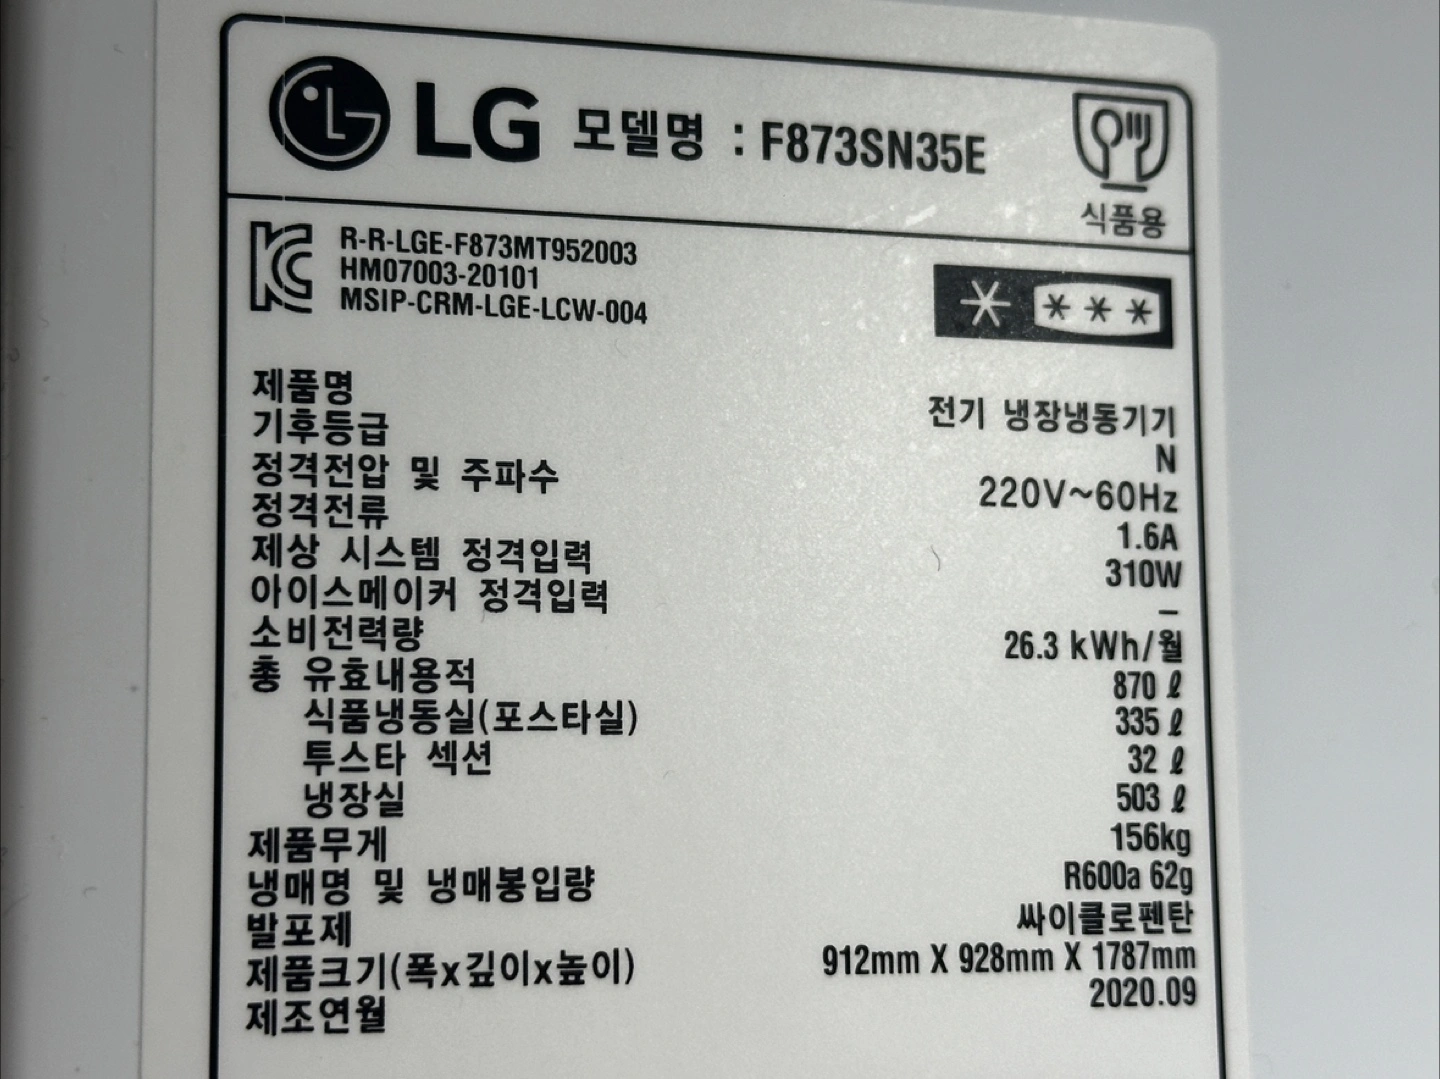 LG 모델명 : F873SN35E
식품용
R-R-LGE-F873MT952003
HM07003-20101
MSIP-CRM-LGE-LCW-004
제품명 전기 냉장냉동기기
기후등급 N
정격전압 및 주파수 220V~60Hz
정격전류 1.6A
제상 시스템 정격입력 310W
아이스메이커 정격입력 –
소비전력량 26.3 kWh/월
총 유효내용적 870 ℓ
식품냉동실(포스타실) 335 ℓ
투스타 섹션 32 ℓ
냉장실 503 ℓ
제품무게 156kg
냉매명 및 냉매봉입량 R600a 62g
발포제 싸이클로펜탄
제품크기(폭x깊이x높이) 912mm X 928mm X 1787mm
제조연월 2020.09